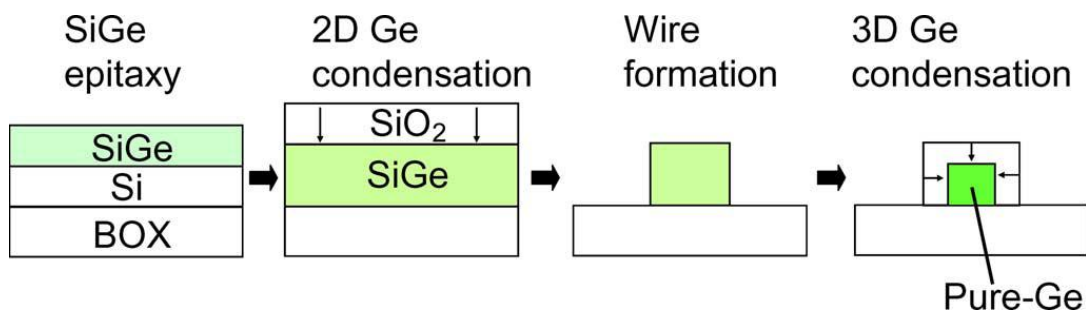 SiGe
epitaxy
2D Ge
condensation
Wire
formation
3D Ge
condensation
SiGe
Si
BOX
SiO₂
SiGe
Pure-Ge